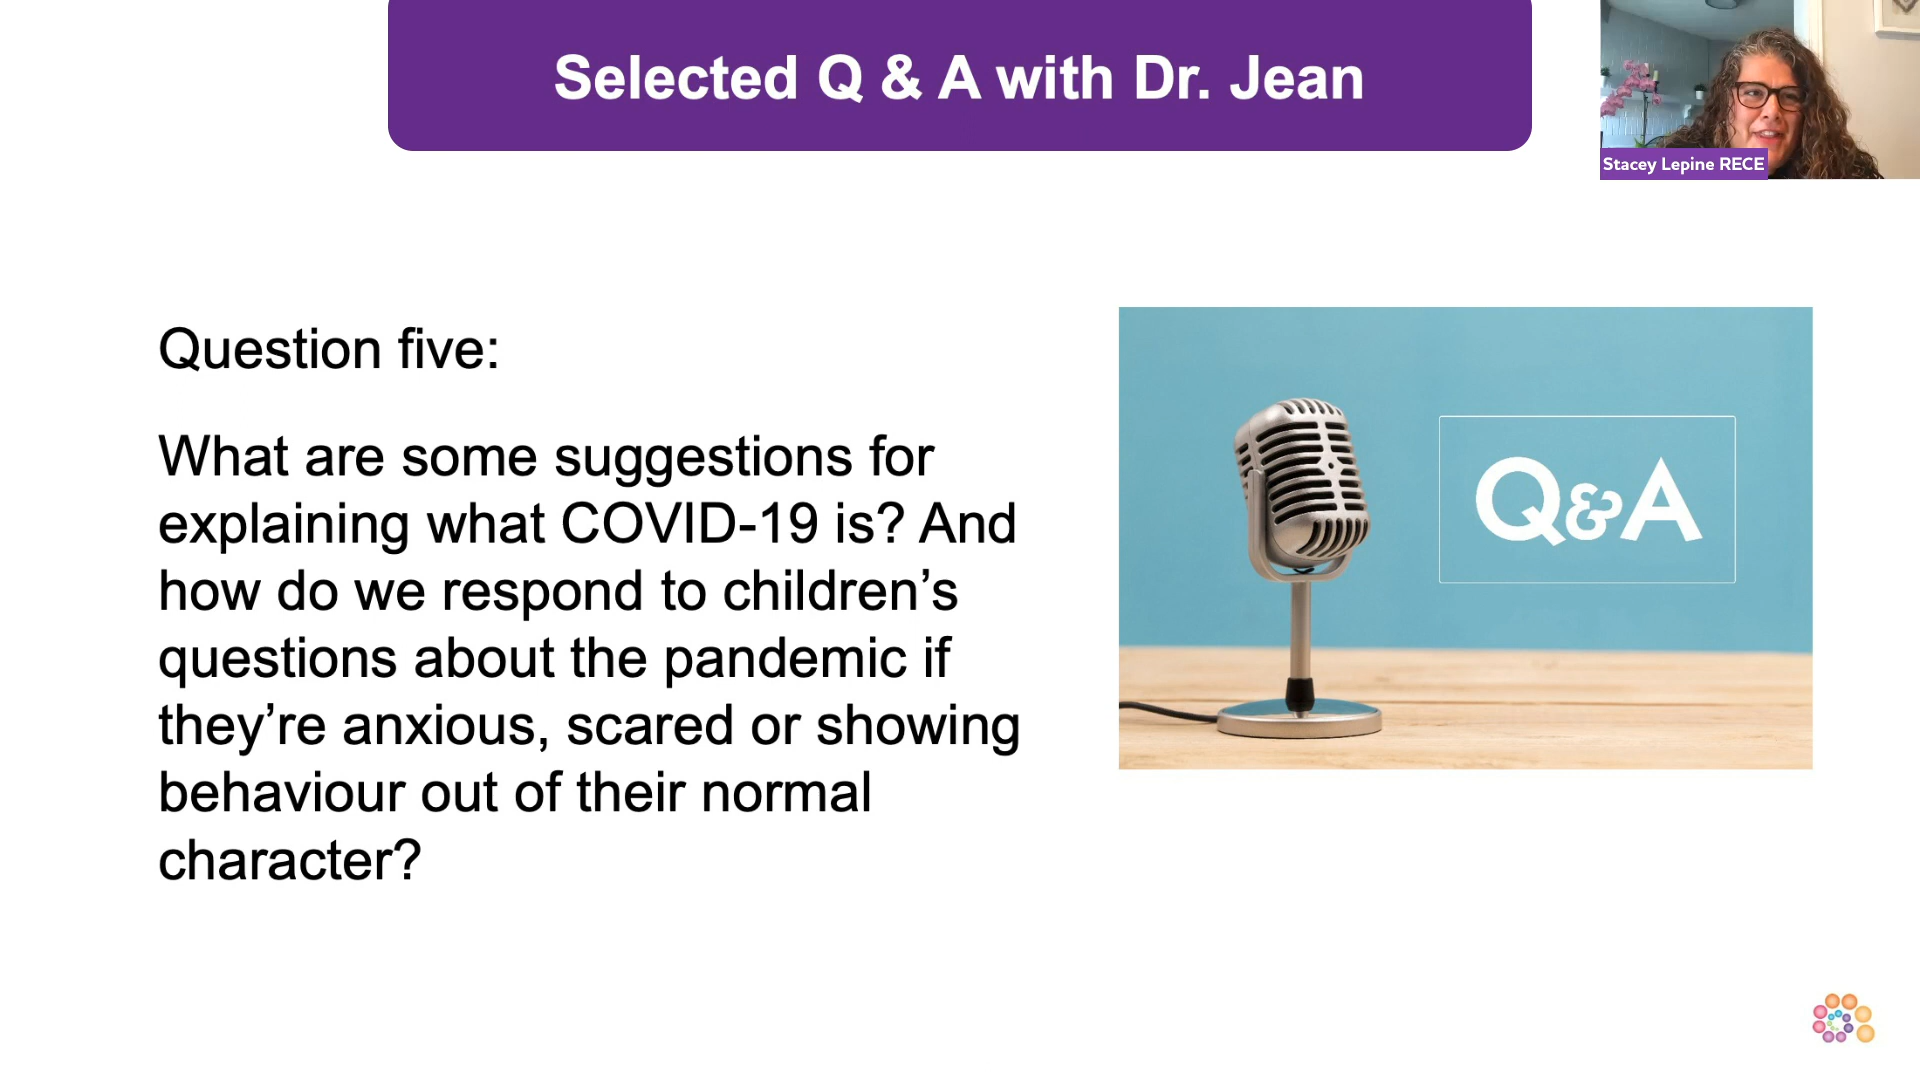 Selected Q & A with Dr. Jean
Stacey Lepine RECE
Question five:
What are some suggestions for
explaining what COVID-19 is? And
how do we respond to children’s
questions about the pandemic if
they’re anxious, scared or showing
behaviour out of their normal
character?
Q&A